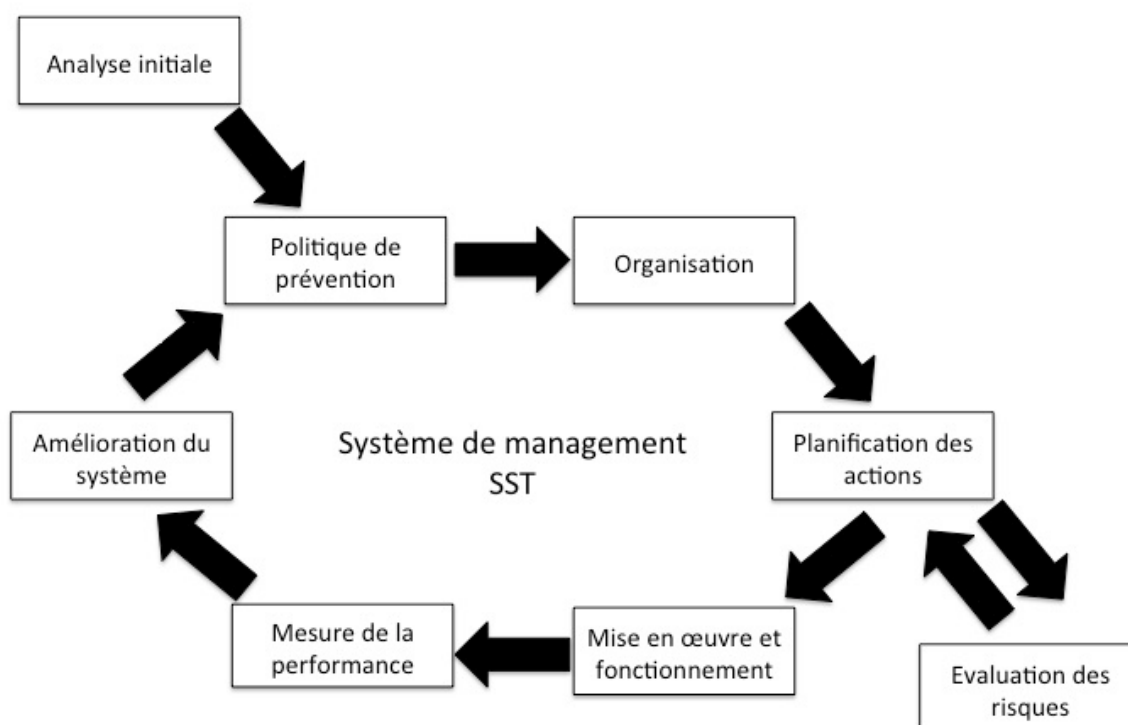 Analyse initiale
Politique de
prévention
Organisation
Amélioration du
système
Système de management
SST
Planification des
actions
Mesure de la
performance
Mise en œuvre et
fonctionnement
Evaluation des
risques